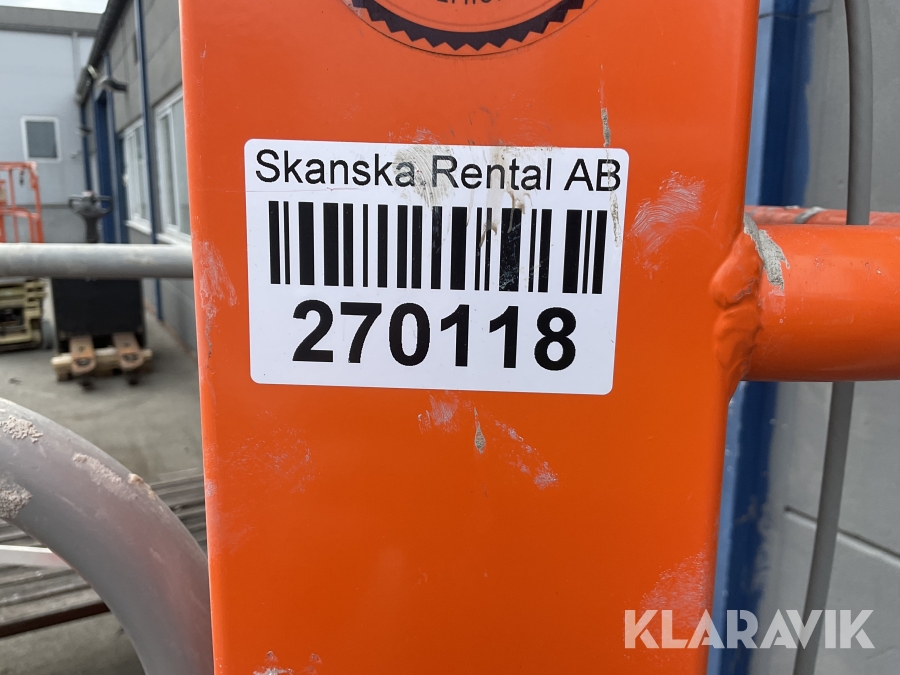 Skanska Rental AB
270118
KLARAVIK